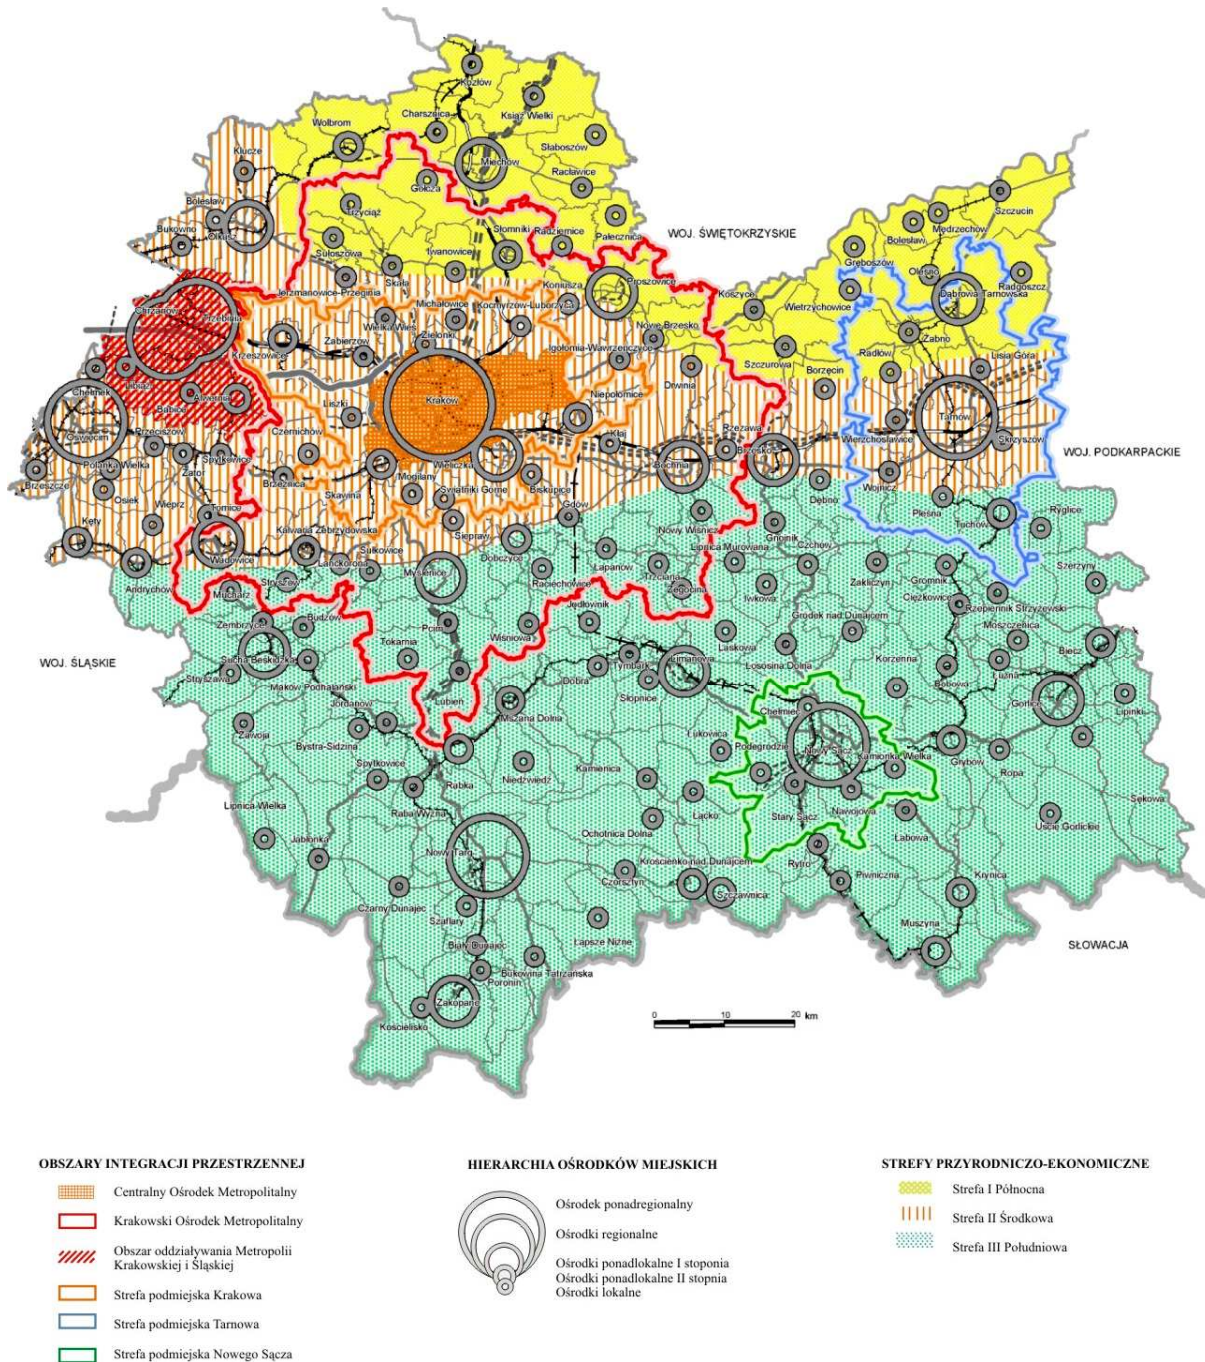 Kozłów
Książ Wielki
Charsznica
Wolbrom
Słaboszów
Klucze
Miechów
Racławice
Gołcza
Bolesław
Trzyciąż
Szczucin
Bukowno
Olkusz
Słomniki
Radziemice
Pałecznica
WOJ. ŚWIĘTOKRZYSKIE
Mędrzechów
Bolesław
Sułoszowa
Iwanowice
Gręboszów
Skała
Koniusza
Proszowice
Olesno
Radgoszcz
Jerzmanowice-Przeginia
Koszyce
Wietrzychowice
Dąbrowa Tarnowska
Chrzanów
Trzebinia
Michałowice
Kocmyrzów-Luborzyca
Wielka Wieś
Nowe Brzesko
Zielonki
Żabno
Krzeszowice
Zabierzów
Igołomia-Wawrzeńczyce
Radłów
Lisia Góra
Szczurowa
Chełmek
Libiąż
Drwinia
Borzęcin
Babice
Alwernia
Kraków
Niepołomice
Liszki
Tarnów
Oświęcim
Przeciszów
Czernichów
Kłaj
Rzezawa
Wierzchosławice
Skrzyszów
Polanka Wielka
Spytkowice
Wieliczka
Bochnia
Brzesko
WOJ. PODKARPACKIE
Brzeszcze
Zator
Brzeźnica
Skawina
Mogilany
Świątniki Górne
Biskupice
Wojnicz
Osiek
Wieprz
Dębno
Pleśna
Kęty
Tomice
Gdów
Tuchów
Ryglice
Kalwaria Zebrzydowska
Siepraw
Nowy Wiśnicz
Gnojnik
Wadowice
Sułkowice
Dobczyce
Lipnica Murowana
Czchów
Andrychów
Stryszów
Lanckorona
Myślenice
Łapanów
Szerzyny
Mucharz
Raciechowice
Trzciana
Żegocina
Zakliczyn
Gromnik
Ciężkowice
Iwkowa
Rzepiennik Strzyżewski
Zembrzyce
Budzów
Jodłownik
Gródek nad Dunajcem
Pcim
Wiśniowa
Moszczenica
WOJ. ŚLĄSKIE
Sucha Beskidzka
Tokarnia
Laskowa
Biecz
Stryszawa
Maków Podhalański
Dobra
Tymbark
Limanowa
Łososina Dolna
Korzenna
Łużna
Słopnice
Bobowa
Jordanów
Lubień
Mszana Dolna
Chełmiec
Gorlice
Lipinki
Zawoja
Bystra-Sidzina
Łukowica
Podegrodzie
Nowy Sącz
Kamionka Wielka
Grybów
Spytkowice
Rabka
Niedźwiedź
Kamienica
Ropa
Lipnica Wielka
Raba Wyżna
Łącko
Stary Sącz
Nawojowa
Sękowa
Łabowa
Uście Gorlickie
Jabłonka
Nowy Targ
Ochotnica Dolna
Krościenko nad Dunajcem
Rytro
Czorsztyn
Piwniczna
Krynica
Czarny Dunajec
Szczawnica
Szaflary
Muszyna
Biały Dunajec
Łapsze Niżne
SŁOWACJA
Bukowina Tatrzańska
Poronin
Zakopane
Kościelisko
0 10 20 km
OBSZARY INTEGRACJI PRZESTRZENNEJ
Centralny Ośrodek Metropolitalny
Krakowski Ośrodek Metropolitalny
Obszar oddziaływania Metropolii
Krakowskiej i Śląskiej
Strefa podmiejska Krakowa
Strefa podmiejska Tarnowa
Strefa podmiejska Nowego Sącza
HIERARCHIA OŚRODKÓW MIEJSKICH
Ośrodek ponadregionalny
Ośrodki regionalne
Ośrodki ponadlokalne I stoponia
Ośrodki ponadlokalne II stopnia
Ośrodki lokalne
STREFY PRZYRODNICZO-EKONOMICZNE
Strefa I Północna
Strefa II Środkowa
Strefa III Południowa